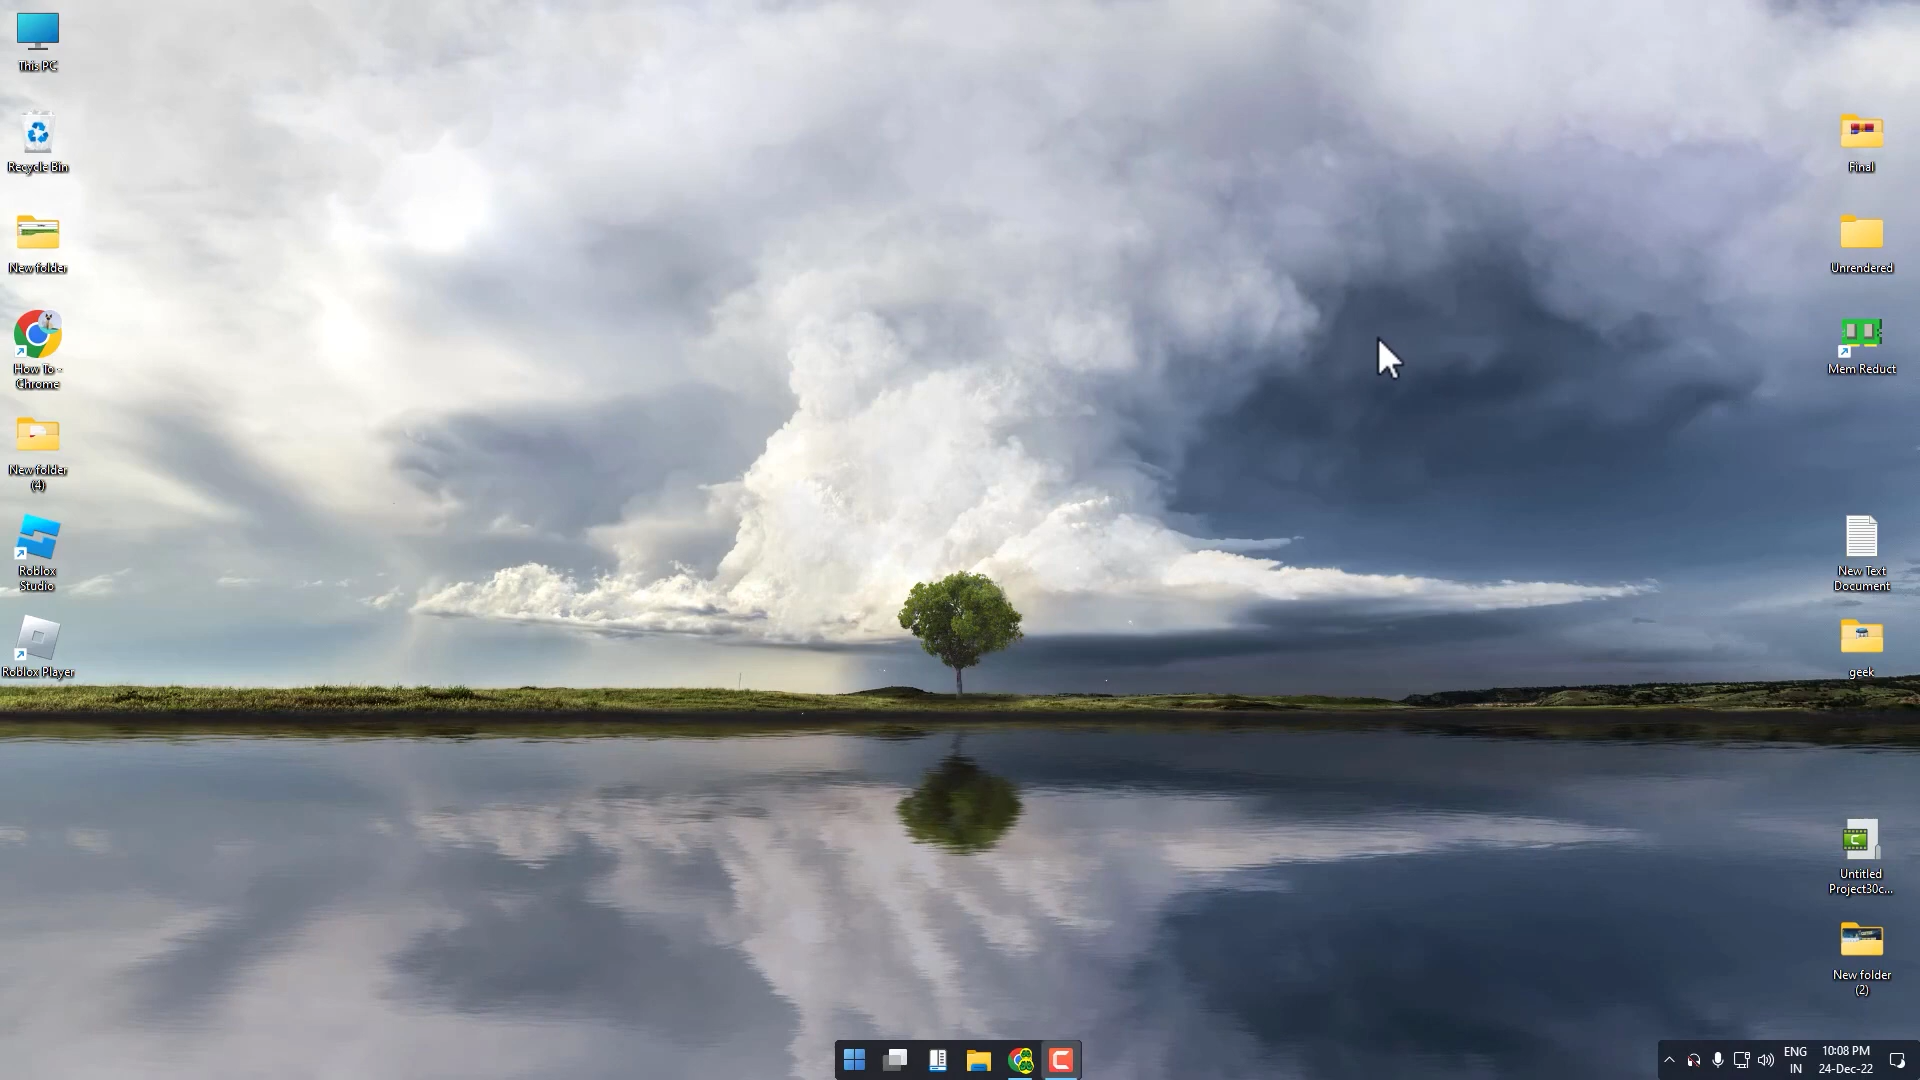 This PC
Recycle Bin
New folder
How To -
Chrome
New folder
(4)
Roblox
Studio
Roblox Player
Final
Unrendered
Mem Reduct
New Text
Document
geek
Untitled
Project30c...
New folder
(2)
ENG
IN
10:08 PM
24-Dec-22